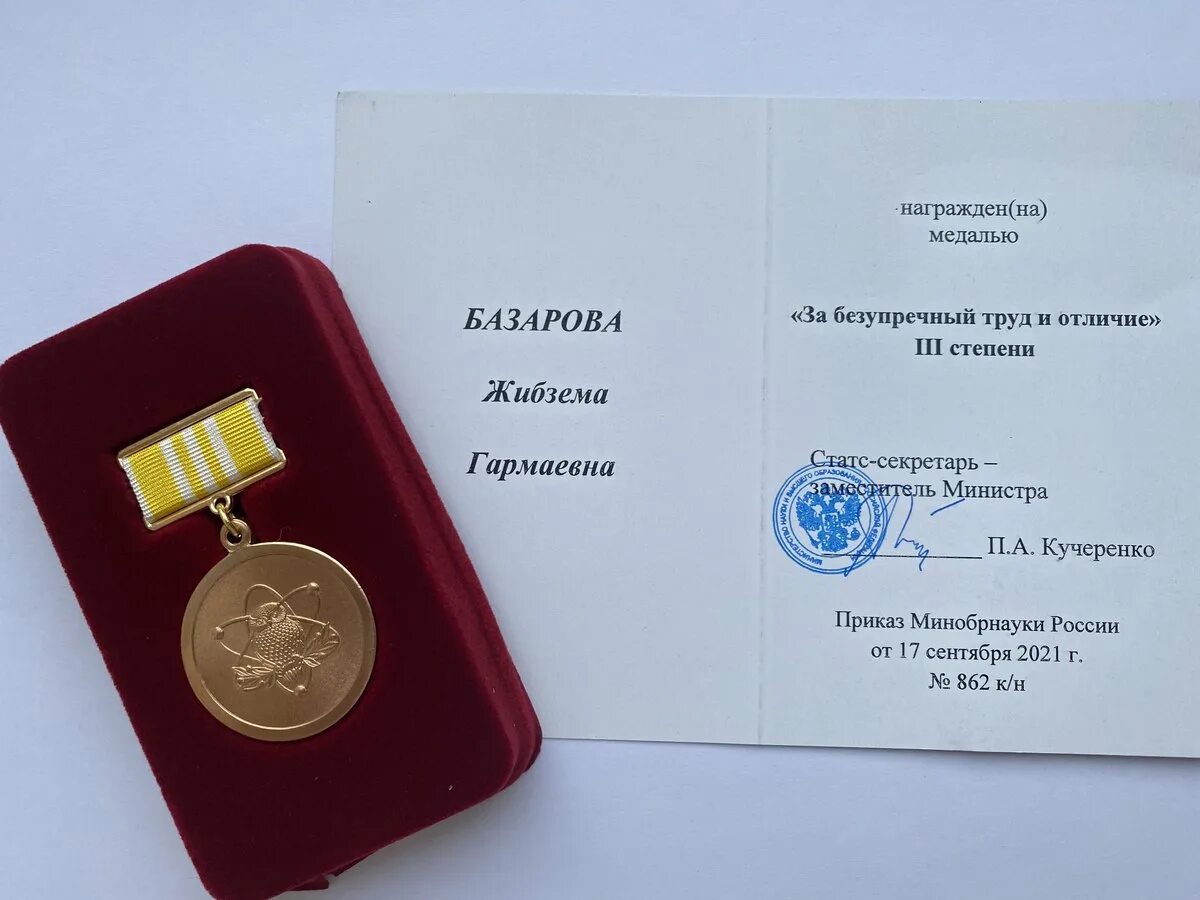 БАЗАРОВА
Жибзема
Гармаевна
награжден(на)
медалью
«За безупречный труд и отличие»
III степени
Статс-секретарь –
заместитель Министра
П.А. Кучеренко
Приказ Минобрнауки России
от 17 сентября 2021 г.
№ 862 к/н